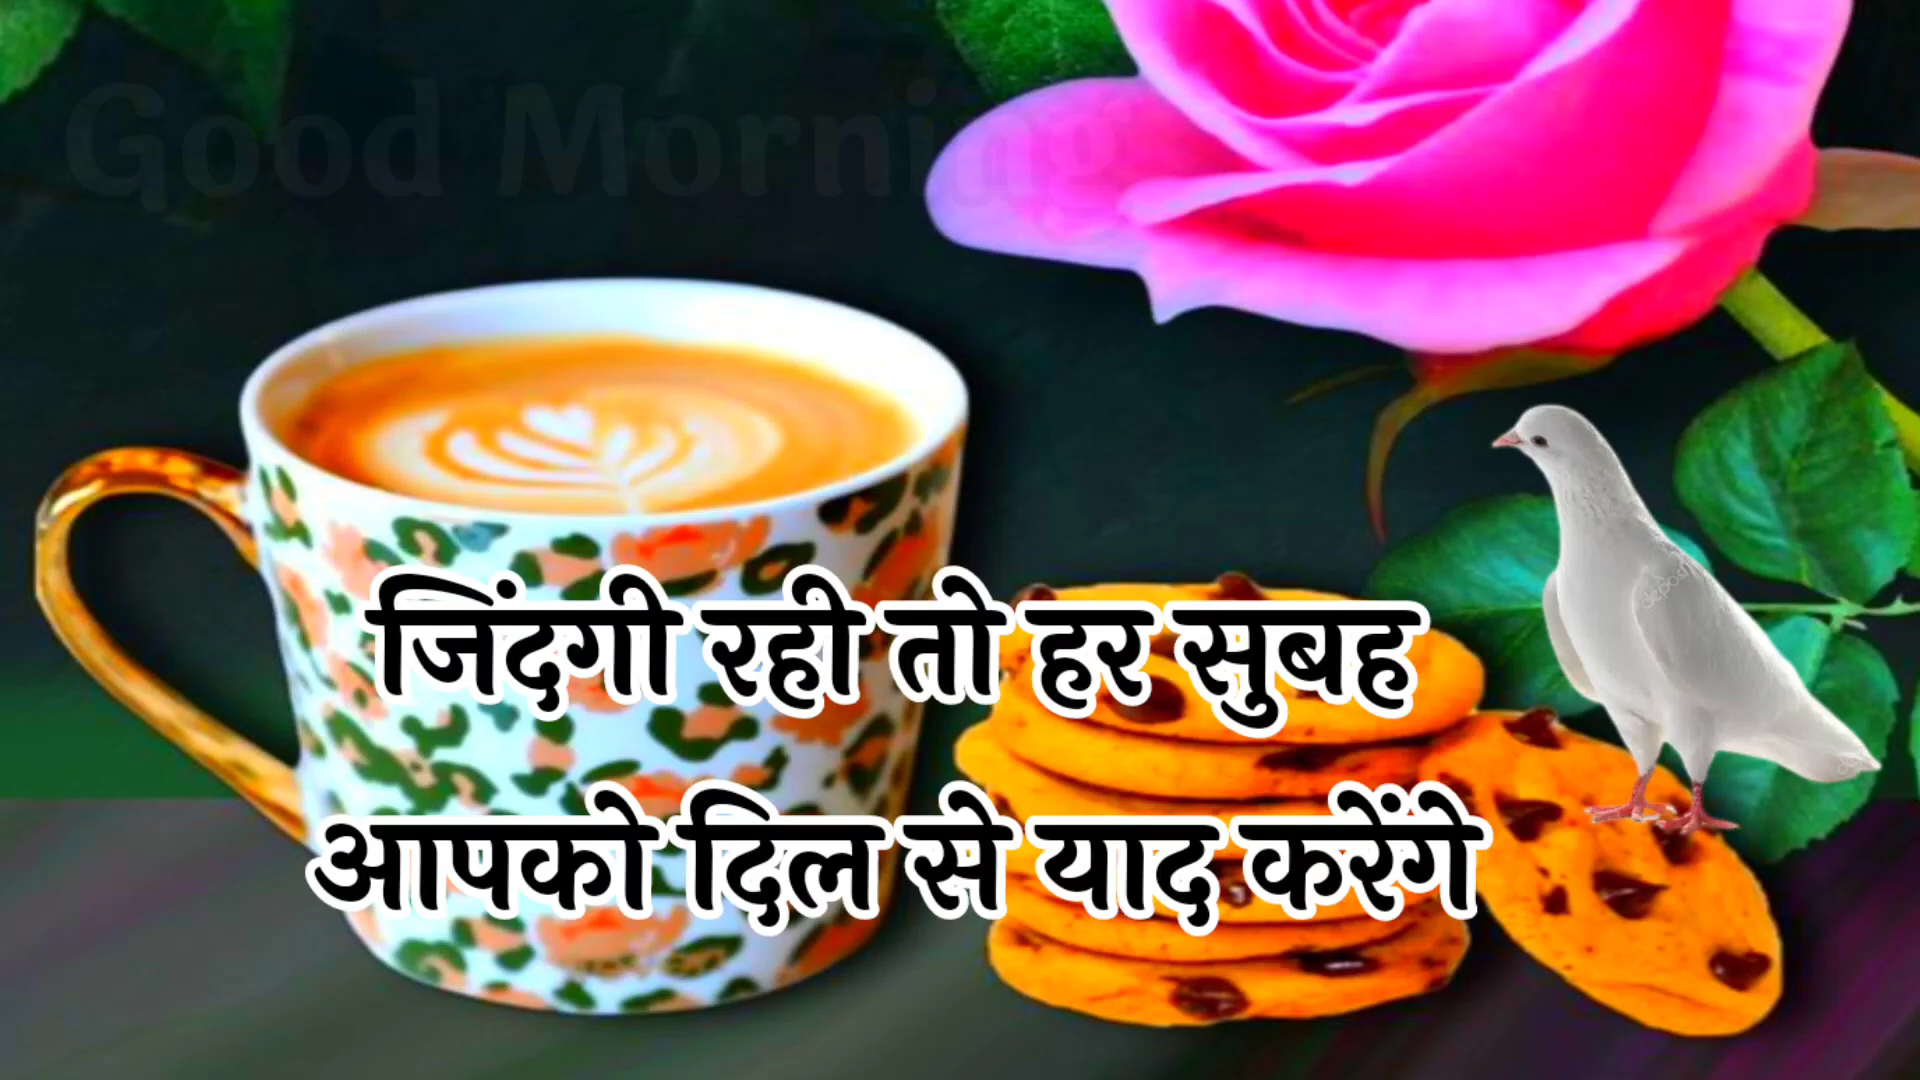 Good Morning
जिंदगी रही तो हर सुबह
आपको दिल से याद करेंगे